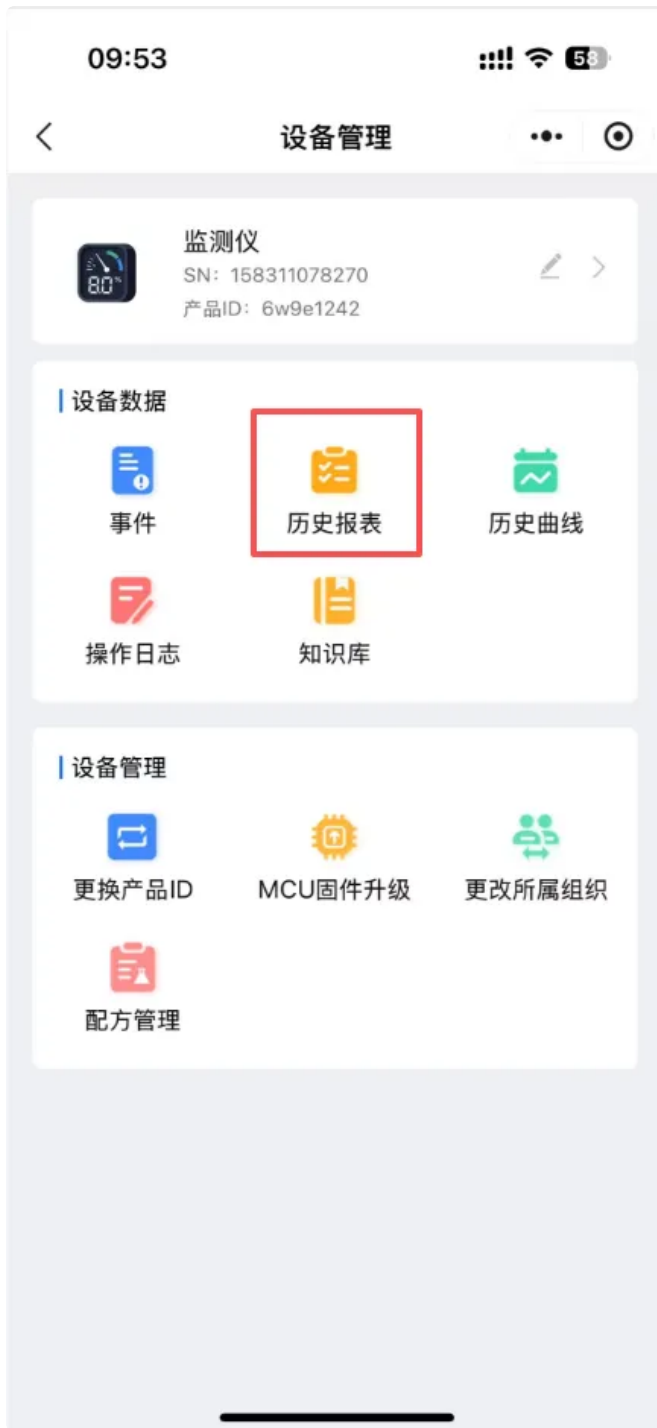 09:53
58
设备管理
监测仪
SN：158311078270
产品ID：6w9e1242
8.0%
设备数据
事件
历史报表
历史曲线
操作日志
知识库
设备管理
更换产品ID
MCU固件升级
更改所属组织
配方管理